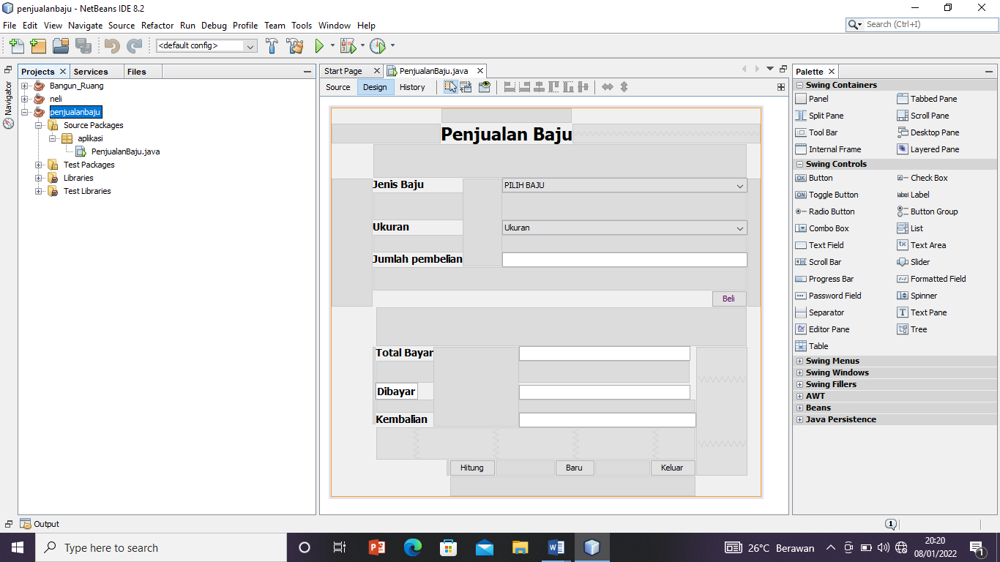 penjualanbaju - NetBeans IDE 8.2
File Edit View Navigate Source Refactor Run Debug Profile Team Tools Window Help
Search (Ctrl+I)
<default config>
Projects Services Files
Navigator
Bangun_Ruang
neli
penjualanbaju
Source Packages
aplikasi
PenjualanBaju.java
Test Packages
Libraries
Test Libraries
Start Page PenjualanBaju.java
Source Design History
Penjualan Baju
Jenis Baju PILIH BAJU
Ukuran Ukuran
Jumlah pembelian
Beli
Total Bayar
Dibayar
Kembalian
Hitung Baru Keluar
Palette
Swing Containers
Panel Tabbed Pane
Split Pane Scroll Pane
Tool Bar Desktop Pane
Internal Frame Layered Pane
Swing Controls
OK Button Check Box
ON Toggle Button label Label
Radio Button Button Group
Combo Box List
Text Field Text Area
Scroll Bar Slider
Progress Bar Formatted Field
Password Field Spinner
Separator T Text Pane
Editor Pane Tree
Table
Swing Menus
Swing Windows
Swing Fillers
AWT
Beans
Java Persistence
Output
1
Type here to search
26°C Berawan
20:20
08/01/2022
1